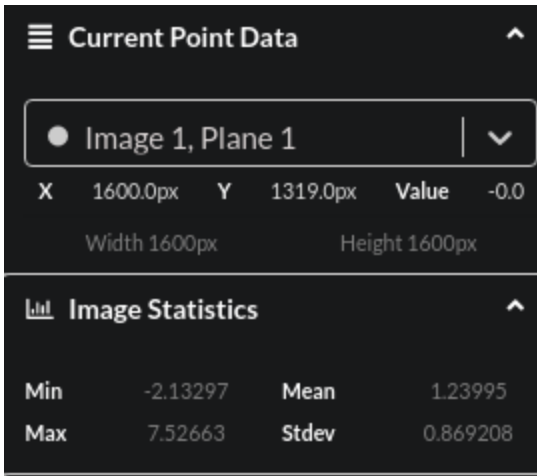 Current Point Data
Image 1, Plane 1
X 1600.0px Y 1319.0px Value -0.0
Width 1600px Height 1600px
Image Statistics
Min -2.13297 Mean 1.23995
Max 7.52663 Stdev 0.869208